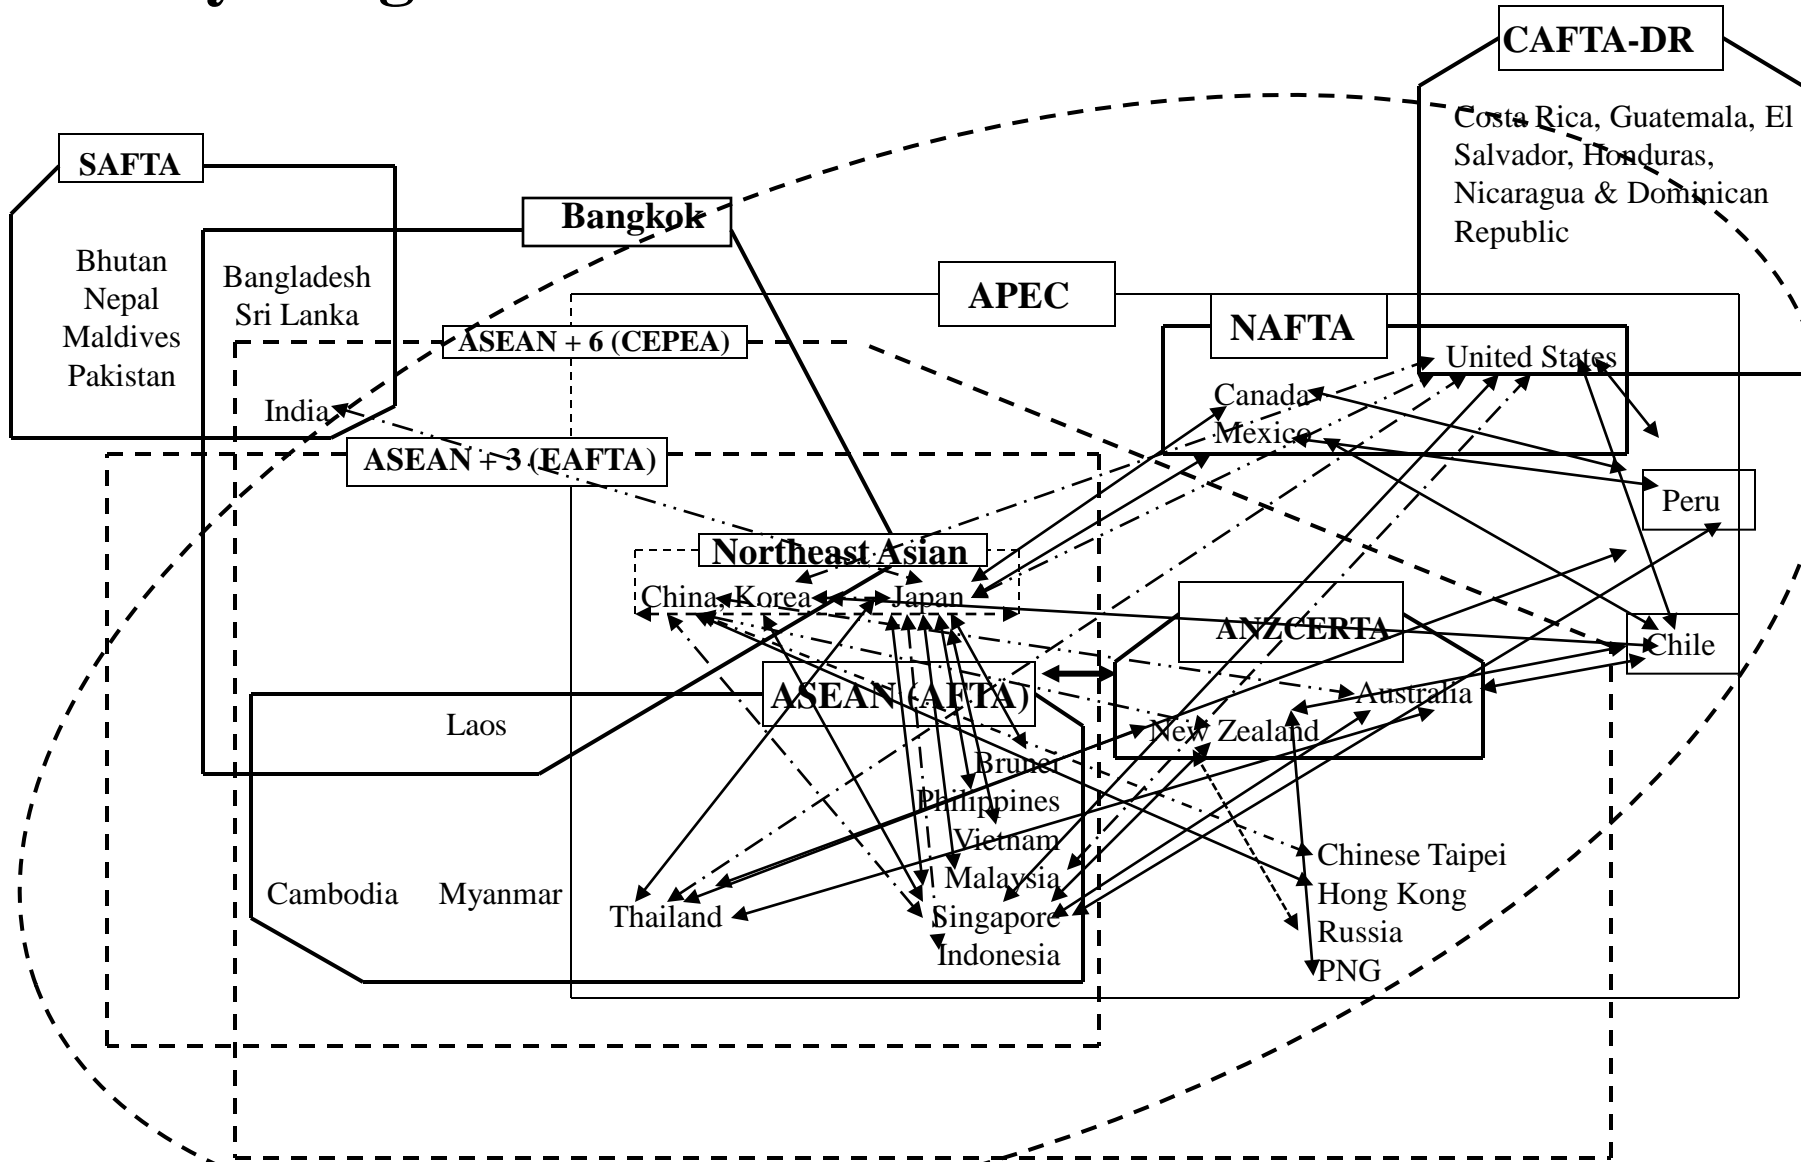 CAFTA-DR
Costa Rica, Guatemala, El
Salvador, Honduras,
Nicaragua & Dominican
Republic
SAFTA
Bangkok
Bhutan
Nepal
Maldives
Pakistan
Bangladesh
Sri Lanka
India
APEC
NAFTA
ASEAN + 6 (CEPEA)
United States
Canada
Mexico
ASEAN + 3 (EAFTA)
Peru
Northeast Asian
China, Korea
Japan
ANZCERTA
Chile
ASEAN (AFTA)
Australia
New Zealand
Laos
Brunei
Philippines
Vietnam
Malaysia
Singapore
Indonesia
Cambodia
Myanmar
Thailand
Chinese Taipei
Hong Kong
Russia
PNG